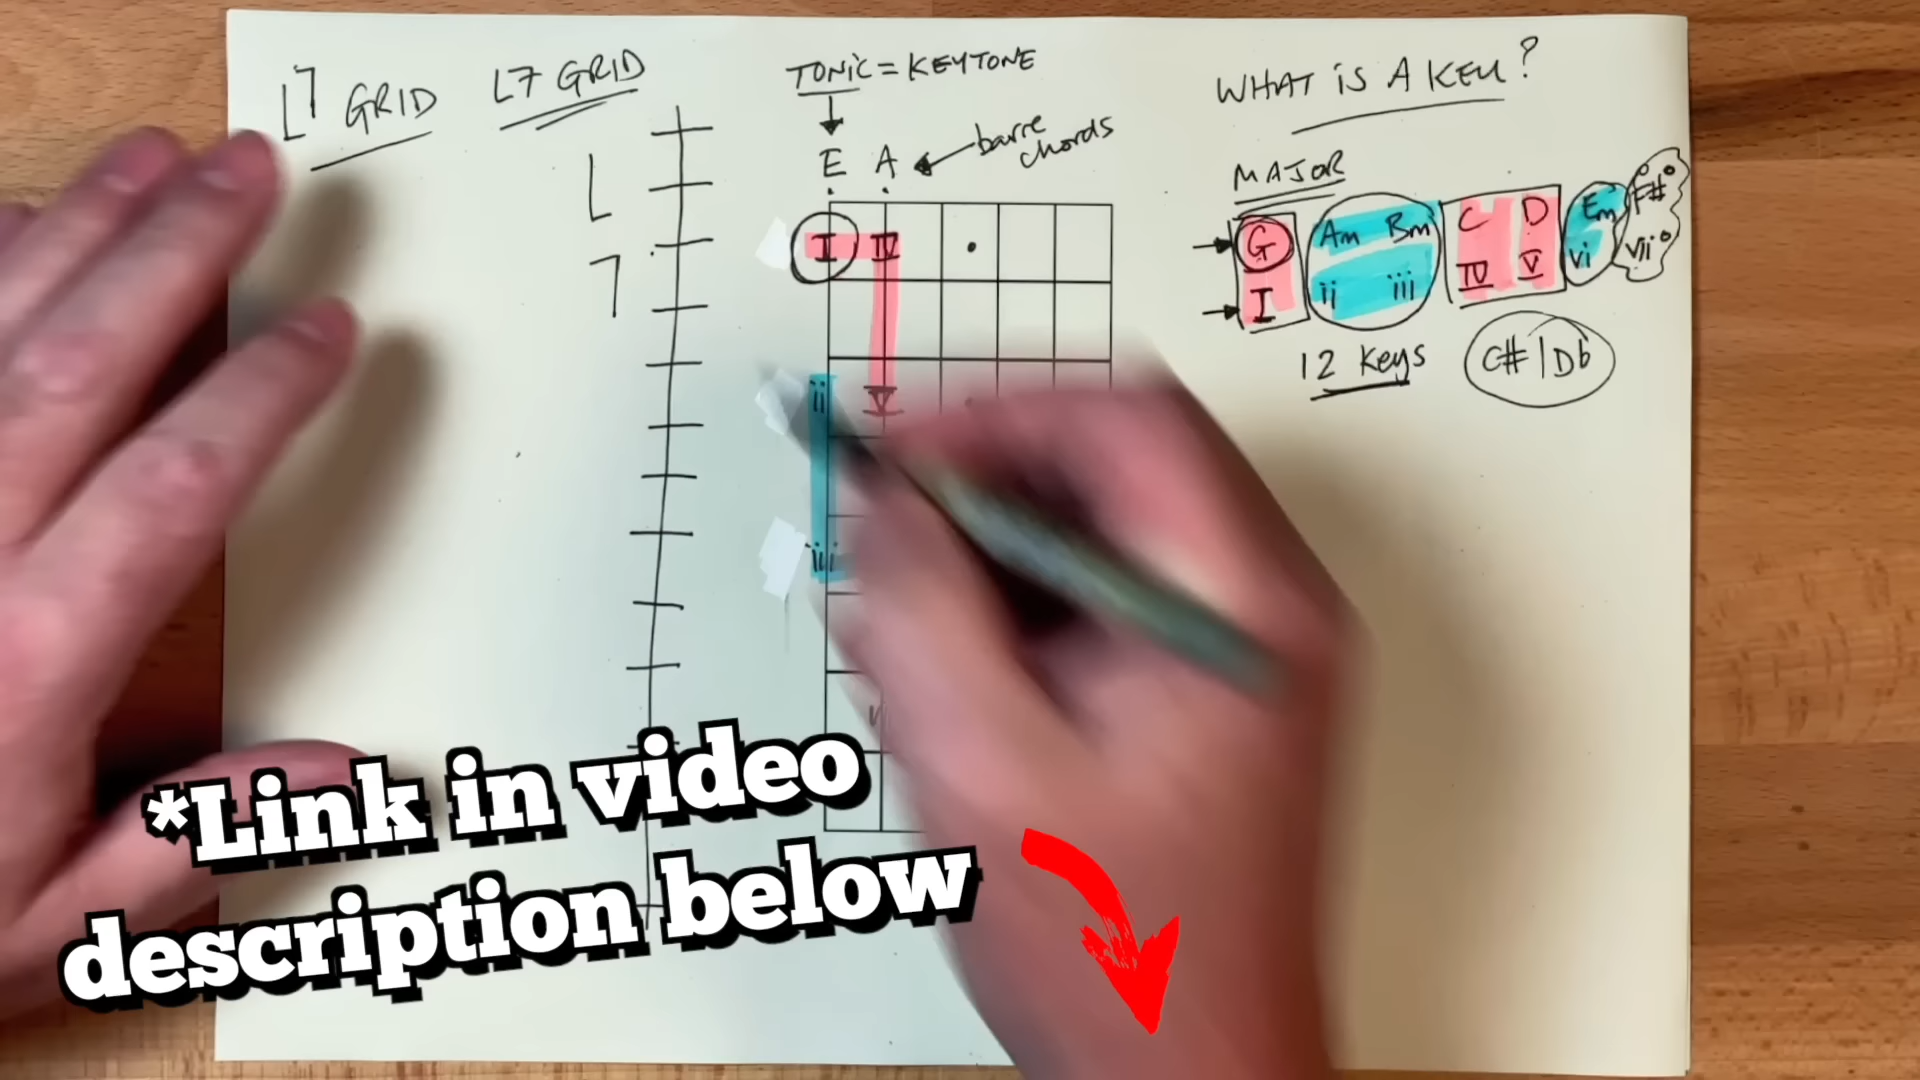 L7 GRID
L7 GRID
L
7
TONIC = KEYTONE
E A
barre
chords
I IV
ii V
iii
WHAT iS A KEY?
MAJOR
G Am Bm C D Em F#°
I ii iii IV V vi vii°
12 Keys
C# | Db
*Link in video
description below